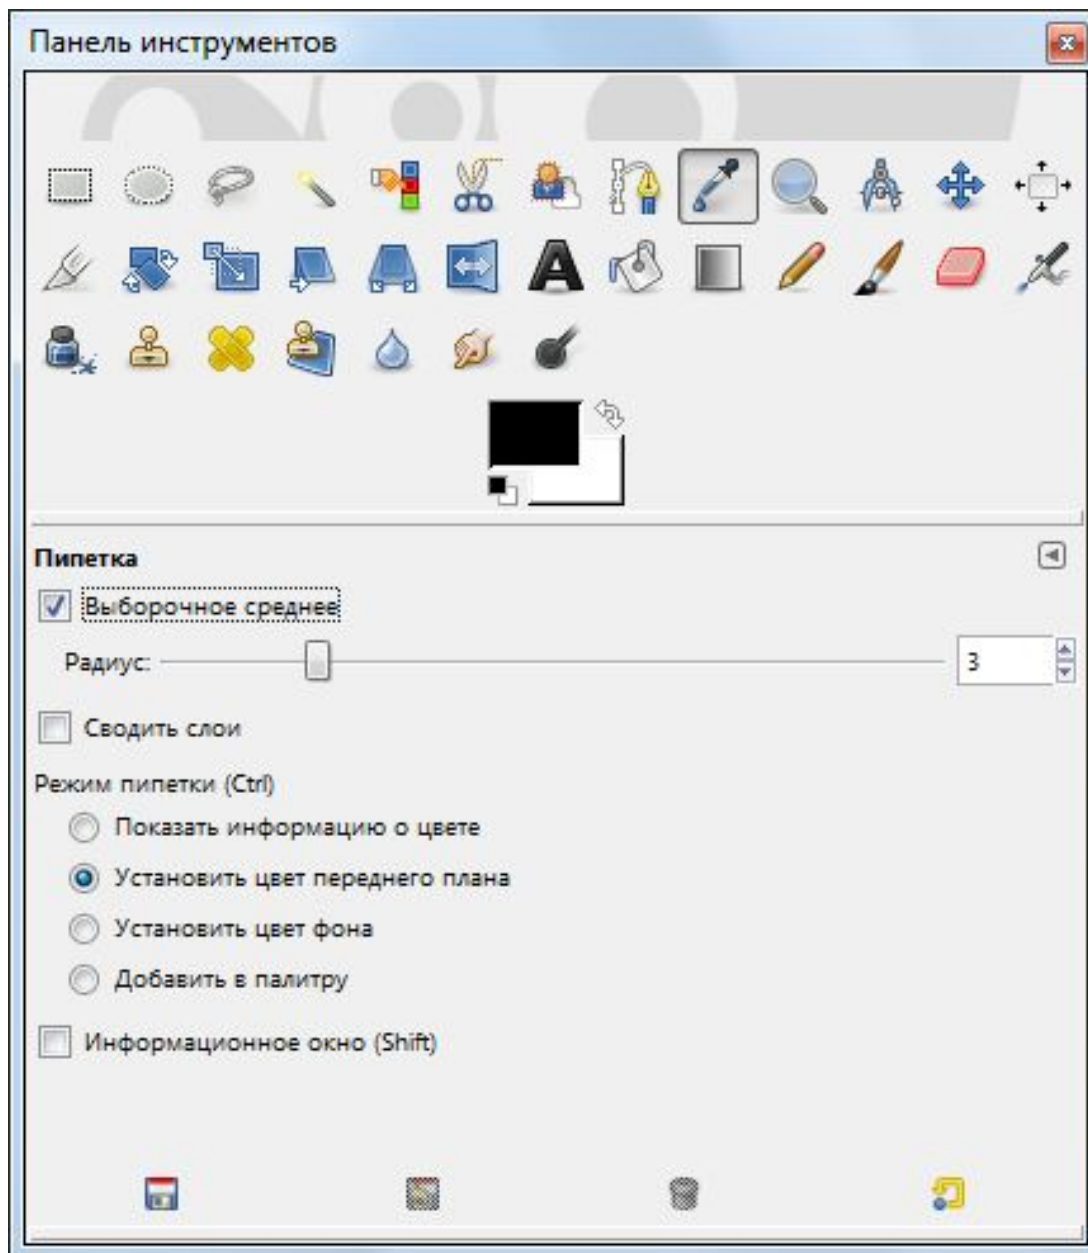 Панель инструментов
Пипетка
Выборочное среднее
Радиус: 3
Сводить слои
Режим пипетки (Ctrl)
Показать информацию о цвете
Установить цвет переднего плана
Установить цвет фона
Добавить в палитру
Информационное окно (Shift)